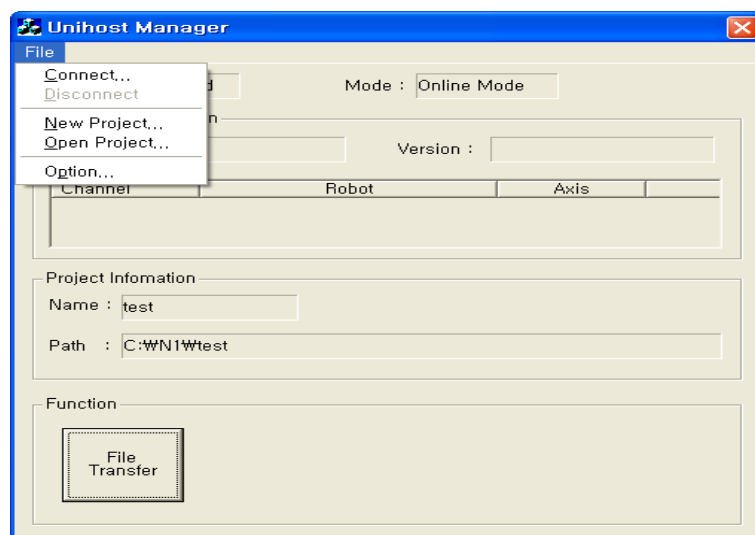 Unihost Manager
File
Connect...
Disconnect
New Project...
Open Project...
Option...
Mode : Online Mode
Version :
Channel Robot Axis
Project Infomation
Name : test
Path : C:₩N1₩test
Function
File
Transfer